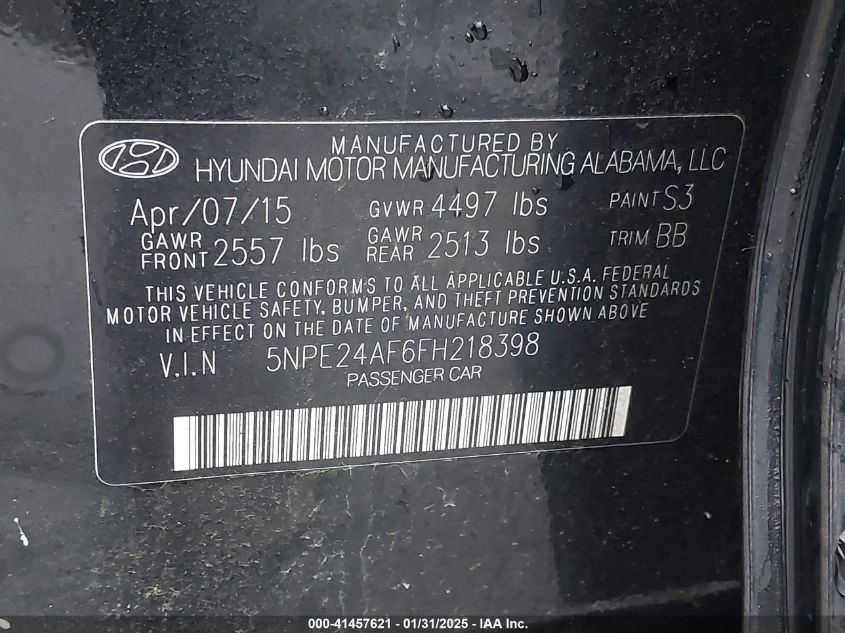 MANUFACTURED BY
HYUNDAI MOTOR MANUFACTURING ALABAMA, LLC
Apr/07/15 GVWR 4497 lbs PAINT S3
GAWR FRONT 2557 lbs GAWR REAR 2513 lbs TRIM BB
THIS VEHICLE CONFORMS TO ALL APPLICABLE U.S.A. FEDERAL
MOTOR VEHICLE SAFETY, BUMPER, AND THEFT PREVENTION STANDARDS
IN EFFECT ON THE DATE OF MANUFACTURE SHOWN ABOVE
V.I.N 5NPE24AF6FH218398
PASSENGER CAR
000-41457621 - 01/31/2025 - IAA Inc.